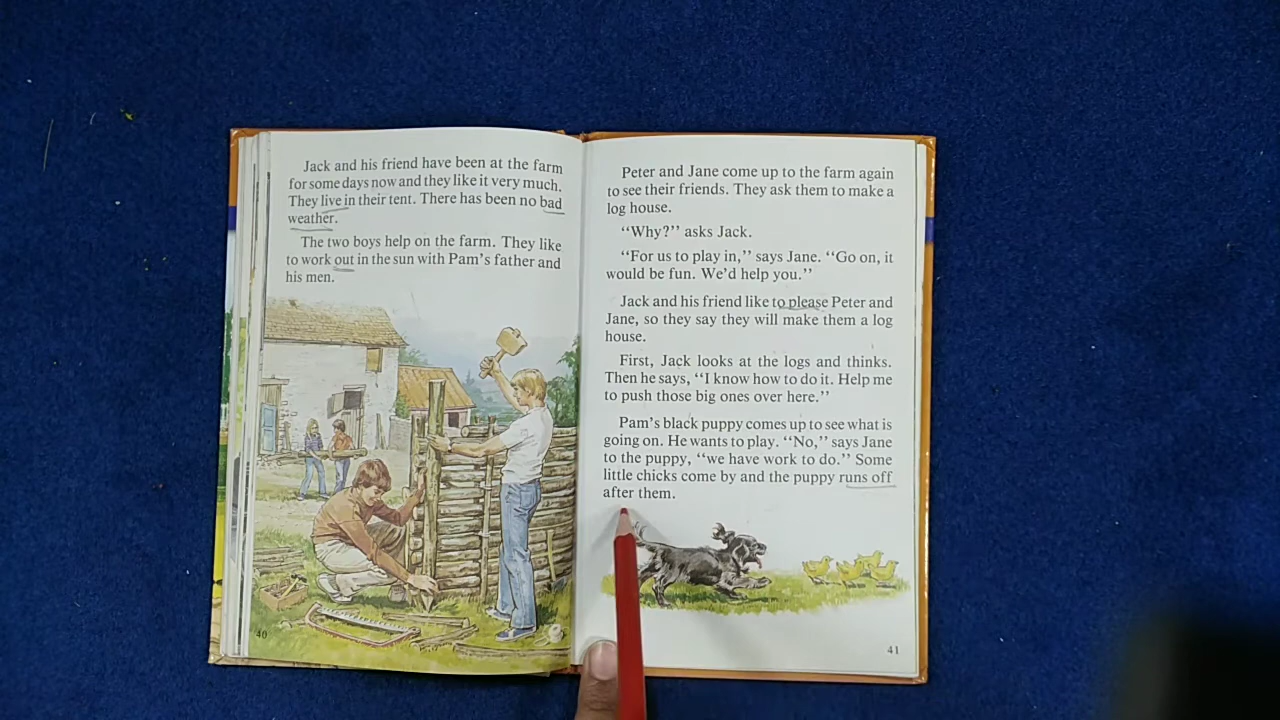 Jack and his friend have been at the farm
for some days now and they like it very much.
They live in their tent. There has been no bad
weather.
The two boys help on the farm. They like
to work out in the sun with Pam's father and
his men.
40
Peter and Jane come up to the farm again
to see their friends. They ask them to make a
log house.
“Why?” asks Jack.
“For us to play in,” says Jane. “Go on, it
would be fun. We'd help you.”
Jack and his friend like to please Peter and
Jane, so they say they will make them a log
house.
First, Jack looks at the logs and thinks.
Then he says, “I know how to do it. Help me
to push those big ones over here.”
Pam's black puppy comes up to see what is
going on. He wants to play. “No,” says Jane
to the puppy, “we have work to do.” Some
little chicks come by and the puppy runs off
after them.
41